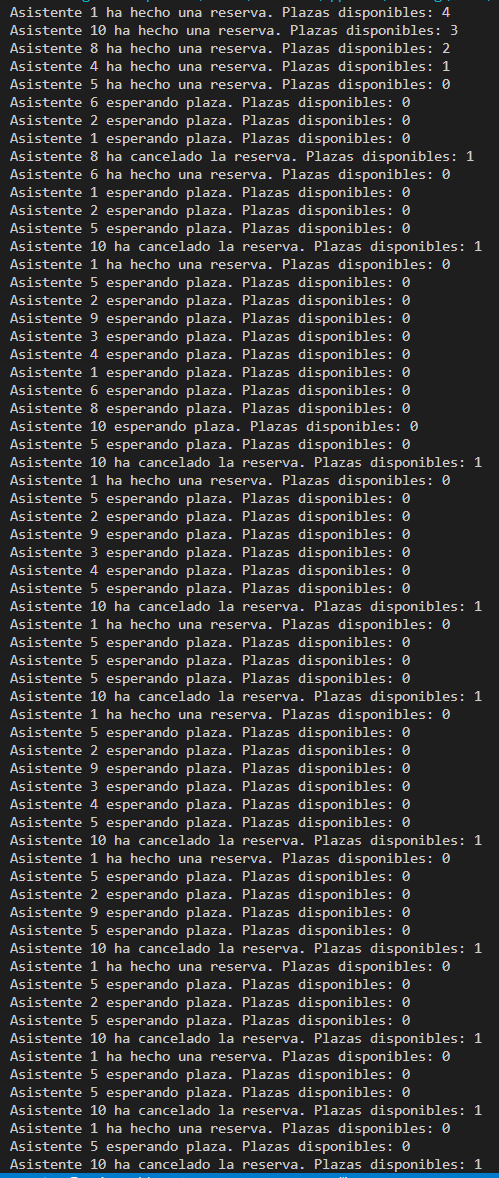 Asistente 1 ha hecho una reserva. Plazas disponibles: 4
Asistente 10 ha hecho una reserva. Plazas disponibles: 3
Asistente 8 ha hecho una reserva. Plazas disponibles: 2
Asistente 4 ha hecho una reserva. Plazas disponibles: 1
Asistente 5 ha hecho una reserva. Plazas disponibles: 0
Asistente 6 esperando plaza. Plazas disponibles: 0
Asistente 2 esperando plaza. Plazas disponibles: 0
Asistente 1 esperando plaza. Plazas disponibles: 0
Asistente 8 ha cancelado la reserva. Plazas disponibles: 1
Asistente 6 ha hecho una reserva. Plazas disponibles: 0
Asistente 1 esperando plaza. Plazas disponibles: 0
Asistente 2 esperando plaza. Plazas disponibles: 0
Asistente 5 esperando plaza. Plazas disponibles: 0
Asistente 10 ha cancelado la reserva. Plazas disponibles: 1
Asistente 1 ha hecho una reserva. Plazas disponibles: 0
Asistente 5 esperando plaza. Plazas disponibles: 0
Asistente 2 esperando plaza. Plazas disponibles: 0
Asistente 9 esperando plaza. Plazas disponibles: 0
Asistente 3 esperando plaza. Plazas disponibles: 0
Asistente 4 esperando plaza. Plazas disponibles: 0
Asistente 1 esperando plaza. Plazas disponibles: 0
Asistente 6 esperando plaza. Plazas disponibles: 0
Asistente 8 esperando plaza. Plazas disponibles: 0
Asistente 10 esperando plaza. Plazas disponibles: 0
Asistente 5 esperando plaza. Plazas disponibles: 0
Asistente 10 ha cancelado la reserva. Plazas disponibles: 1
Asistente 1 ha hecho una reserva. Plazas disponibles: 0
Asistente 5 esperando plaza. Plazas disponibles: 0
Asistente 2 esperando plaza. Plazas disponibles: 0
Asistente 9 esperando plaza. Plazas disponibles: 0
Asistente 3 esperando plaza. Plazas disponibles: 0
Asistente 4 esperando plaza. Plazas disponibles: 0
Asistente 5 esperando plaza. Plazas disponibles: 0
Asistente 10 ha cancelado la reserva. Plazas disponibles: 1
Asistente 1 ha hecho una reserva. Plazas disponibles: 0
Asistente 5 esperando plaza. Plazas disponibles: 0
Asistente 5 esperando plaza. Plazas disponibles: 0
Asistente 5 esperando plaza. Plazas disponibles: 0
Asistente 10 ha cancelado la reserva. Plazas disponibles: 1
Asistente 1 ha hecho una reserva. Plazas disponibles: 0
Asistente 5 esperando plaza. Plazas disponibles: 0
Asistente 2 esperando plaza. Plazas disponibles: 0
Asistente 9 esperando plaza. Plazas disponibles: 0
Asistente 3 esperando plaza. Plazas disponibles: 0
Asistente 4 esperando plaza. Plazas disponibles: 0
Asistente 5 esperando plaza. Plazas disponibles: 0
Asistente 10 ha cancelado la reserva. Plazas disponibles: 1
Asistente 1 ha hecho una reserva. Plazas disponibles: 0
Asistente 5 esperando plaza. Plazas disponibles: 0
Asistente 2 esperando plaza. Plazas disponibles: 0
Asistente 9 esperando plaza. Plazas disponibles: 0
Asistente 5 esperando plaza. Plazas disponibles: 0
Asistente 10 ha cancelado la reserva. Plazas disponibles: 1
Asistente 1 ha hecho una reserva. Plazas disponibles: 0
Asistente 5 esperando plaza. Plazas disponibles: 0
Asistente 2 esperando plaza. Plazas disponibles: 0
Asistente 5 esperando plaza. Plazas disponibles: 0
Asistente 10 ha cancelado la reserva. Plazas disponibles: 1
Asistente 1 ha hecho una reserva. Plazas disponibles: 0
Asistente 5 esperando plaza. Plazas disponibles: 0
Asistente 5 esperando plaza. Plazas disponibles: 0
Asistente 10 ha cancelado la reserva. Plazas disponibles: 1
Asistente 1 ha hecho una reserva. Plazas disponibles: 0
Asistente 5 esperando plaza. Plazas disponibles: 0
Asistente 10 ha cancelado la reserva. Plazas disponibles: 1